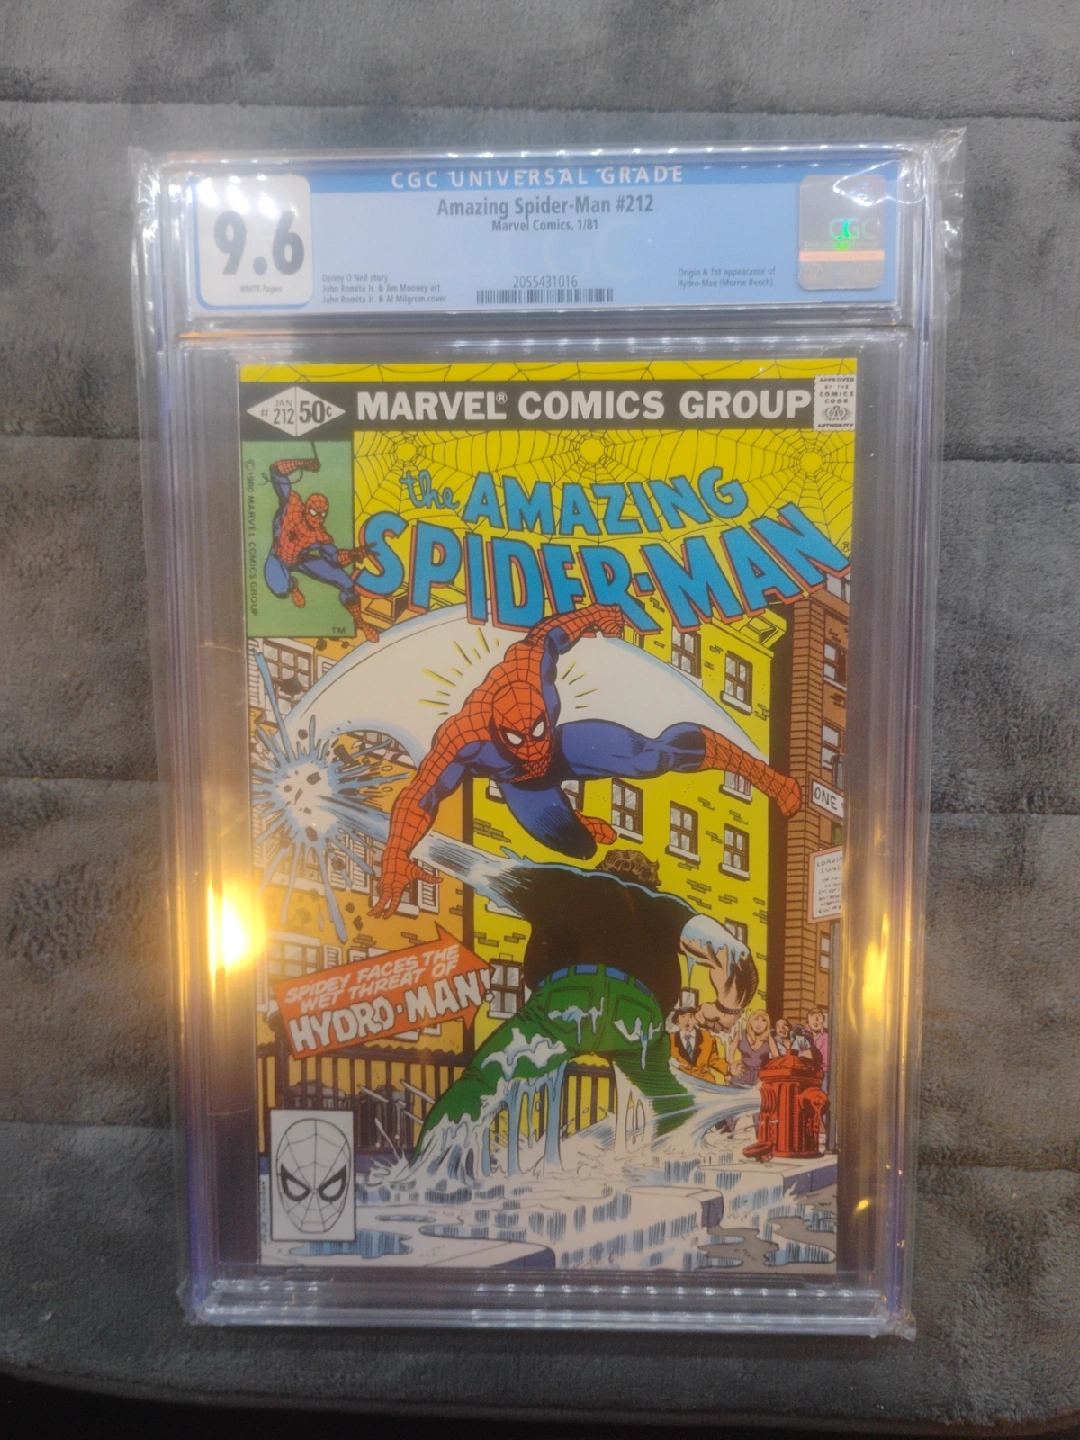 CGC UNIVERSAL GRADE
Amazing Spider-Man #212
Marvel Comics, 1/81
9.6
WHITE Pages
Denny O'Neil story
John Romita Jr. & Jim Mooney art
John Romita Jr. & Al Milgrom cover
2055431016
Origin & 1st appearance of
Hydro-Man (Morrie Bench).
CGC
JAN
# 212
50¢
MARVEL® COMICS GROUP
APPROVED
BY THE
COMICS
CODE
AUTHORITY
© 1980 MARVEL COMICS GROUP
TM
the AMAZING
SPIDER-MAN®
ONE
SPIDEY FACES THE
WET THREAT OF
HYDRO-MAN!